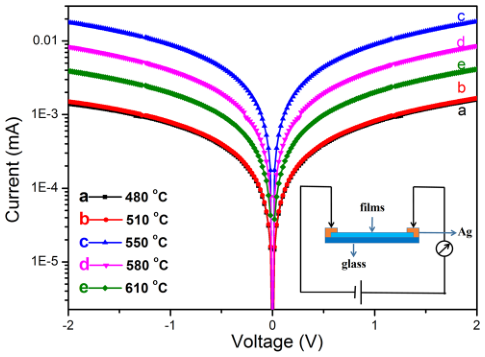 c
d
e
b
a
0.01
1E-3
1E-4
1E-5
Current (mA)
a 480 °C
b 510 °C
c 550 °C
d 580 °C
e 610 °C
films
Ag
glass
-2 -1 0 1 2
Voltage (V)